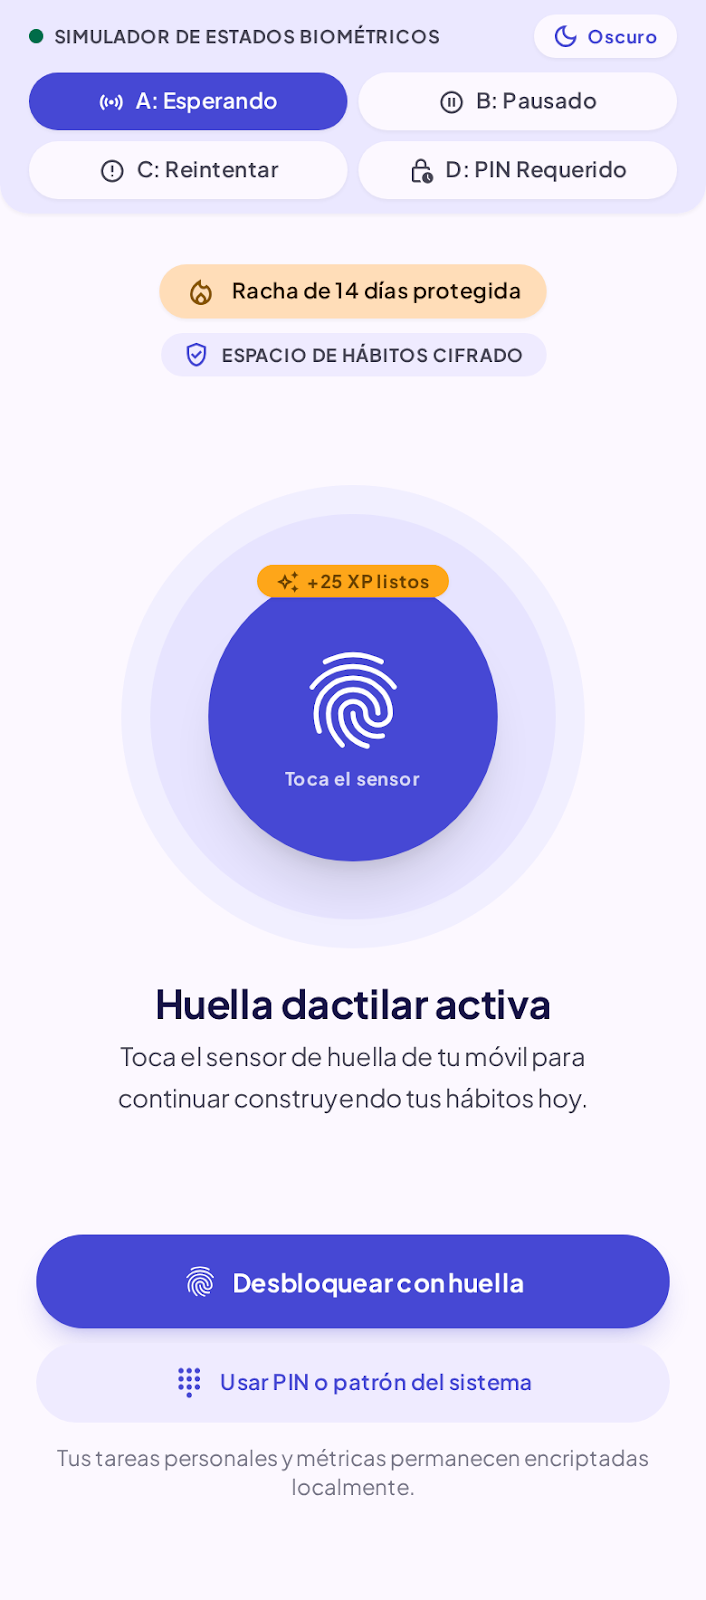 SIMULADOR DE ESTADOS BIOMÉTRICOS
Oscuro
A: Esperando
B: Pausado
C: Reintentar
D: PIN Requerido
Racha de 14 días protegida
ESPACIO DE HÁBITOS CIFRADO
+25 XP listos
Toca el sensor
Huella dactilar activa
Toca el sensor de huella de tu móvil para
continuar construyendo tus hábitos hoy.
Desbloquear con huella
Usar PIN o patrón del sistema
Tus tareas personales y métricas permanecen encriptadas
localmente.